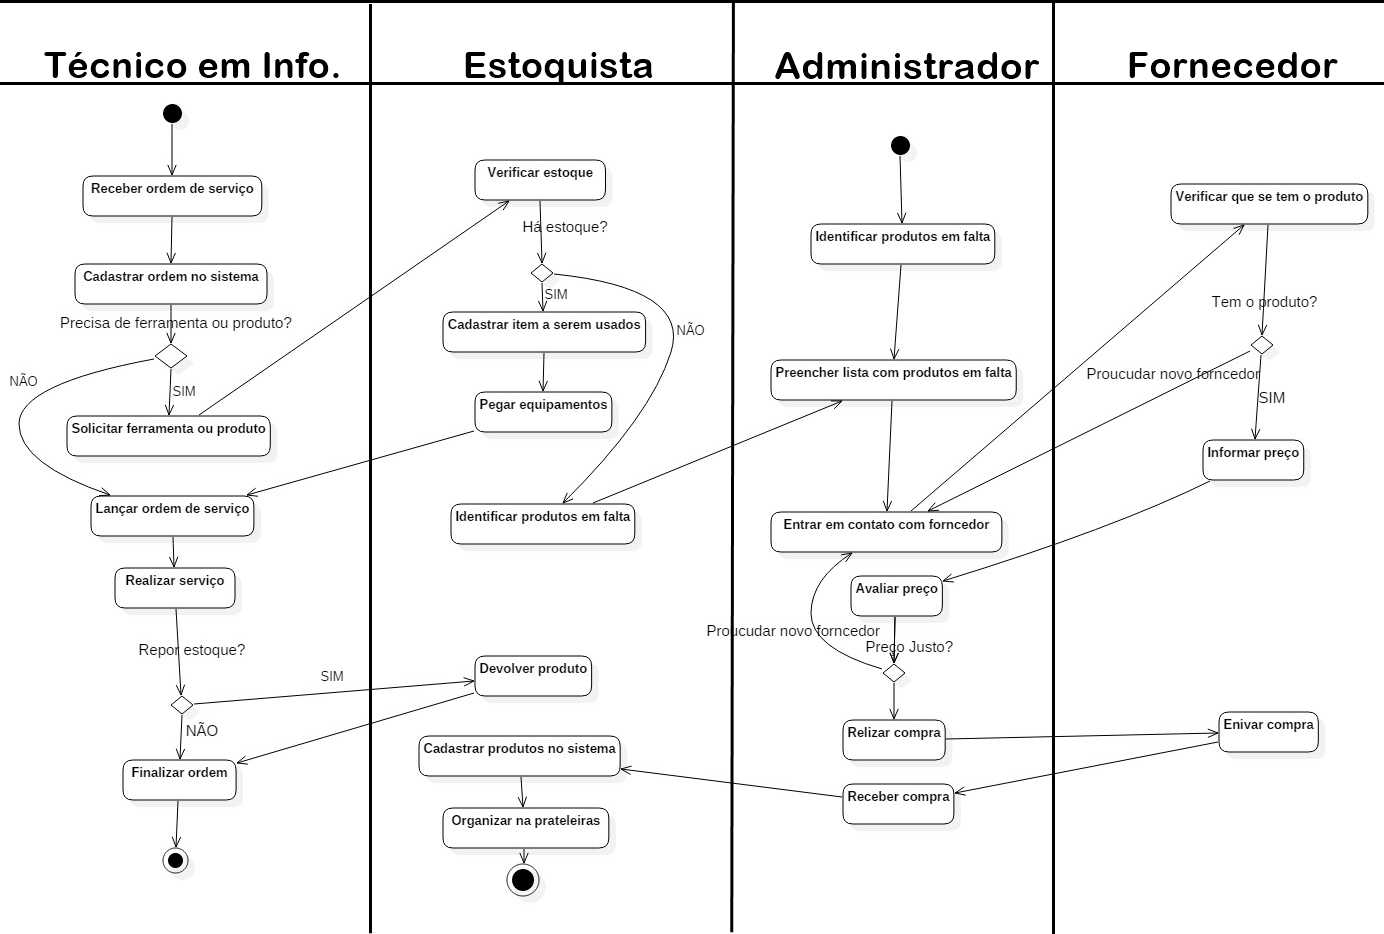 Técnico em Info.
Estoquista
Administrador
Fornecedor
Receber ordem de serviço
Cadastrar ordem no sistema
Precisa de ferramenta ou produto?
NÃO
SIM
Solicitar ferramenta ou produto
Lançar ordem de serviço
Realizar serviço
Repor estoque?
SIM
NÃO
Finalizar ordem
Verificar estoque
Há estoque?
SIM
NÃO
Cadastrar item a serem usados
Pegar equipamentos
Identificar produtos em falta
Devolver produto
Cadastrar produtos no sistema
Organizar na prateleiras
Identificar produtos em falta
Preencher lista com produtos em falta
Entrar em contato com forncedor
Avaliar preço
Proucudar novo forncedor
Preço Justo?
Relizar compra
Receber compra
Verificar que se tem o produto
Tem o produto?
Proucudar novo forncedor
SIM
Informar preço
Enivar compra